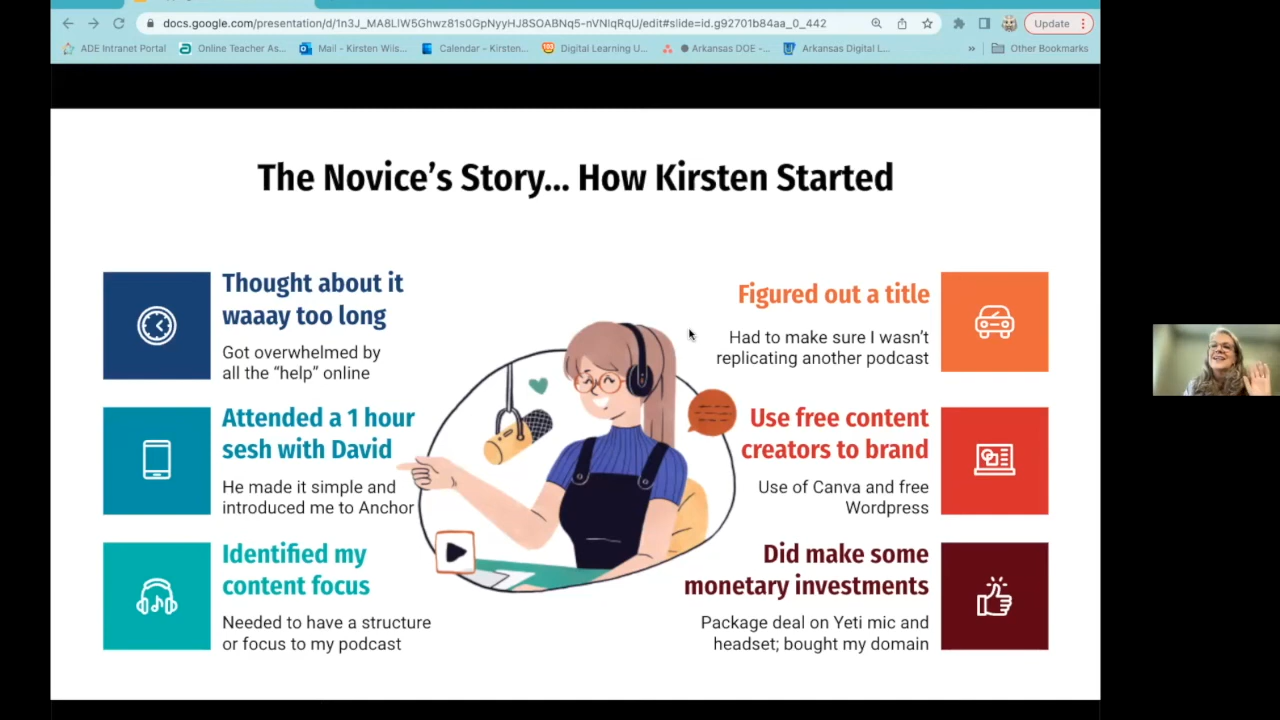 docs.google.com/presentation/d/1n3J_MA8LlW5Ghwz81s0GpNyyHJ8SOABNq5-nVNlqRqU/edit#slide=id.g92701b84aa_0_442
Update
ADE Intranet Portal
Online Teacher As...
Mail - Kirsten Wils...
Calendar - Kirsten...
Digital Learning U...
Arkansas DOE -...
Arkansas Digital L...
»
Other Bookmarks
The Novice's Story... How Kirsten Started
Thought about it
waaay too long
Got overwhelmed by
all the "help" online
Attended a 1 hour
sesh with David
He made it simple and
introduced me to Anchor
Identified my
content focus
Needed to have a structure
or focus to my podcast
Figured out a title
Had to make sure I wasn't
replicating another podcast
Use free content
creators to brand
Use of Canva and free
Wordpress
Did make some
monetary investments
Package deal on Yeti mic and
headset; bought my domain